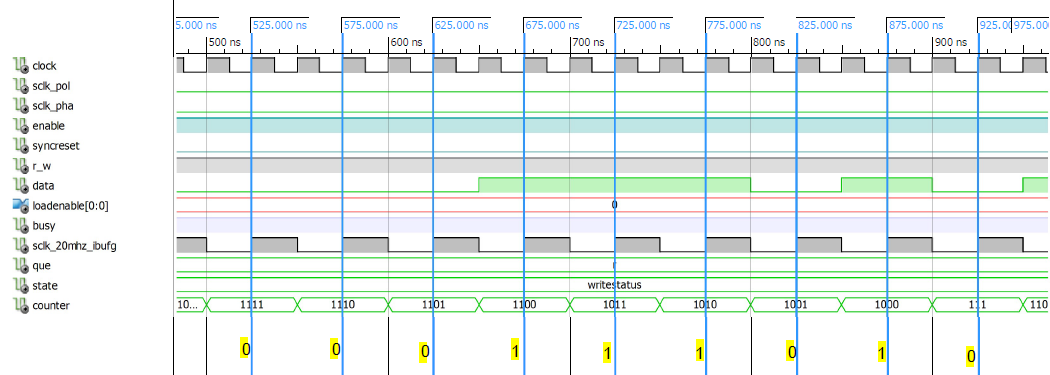 5.000 ns 525.000 ns 575.000 ns 625.000 ns 675.000 ns 725.000 ns 775.000 ns 825.000 ns 875.000 ns 925.0 975.00
500 ns 600 ns 700 ns 800 ns 900 ns
clock
sclk_pol
sclk_pha
enable
syncreset
r_w
data
loadenable[0:0] 0
busy
sclk_20mhz_ibufg
que
state writestatus
counter 10... 1111 1110 1101 1100 1011 1010 1001 1000 111 110
0 0 0 1 1 1 0 1 0